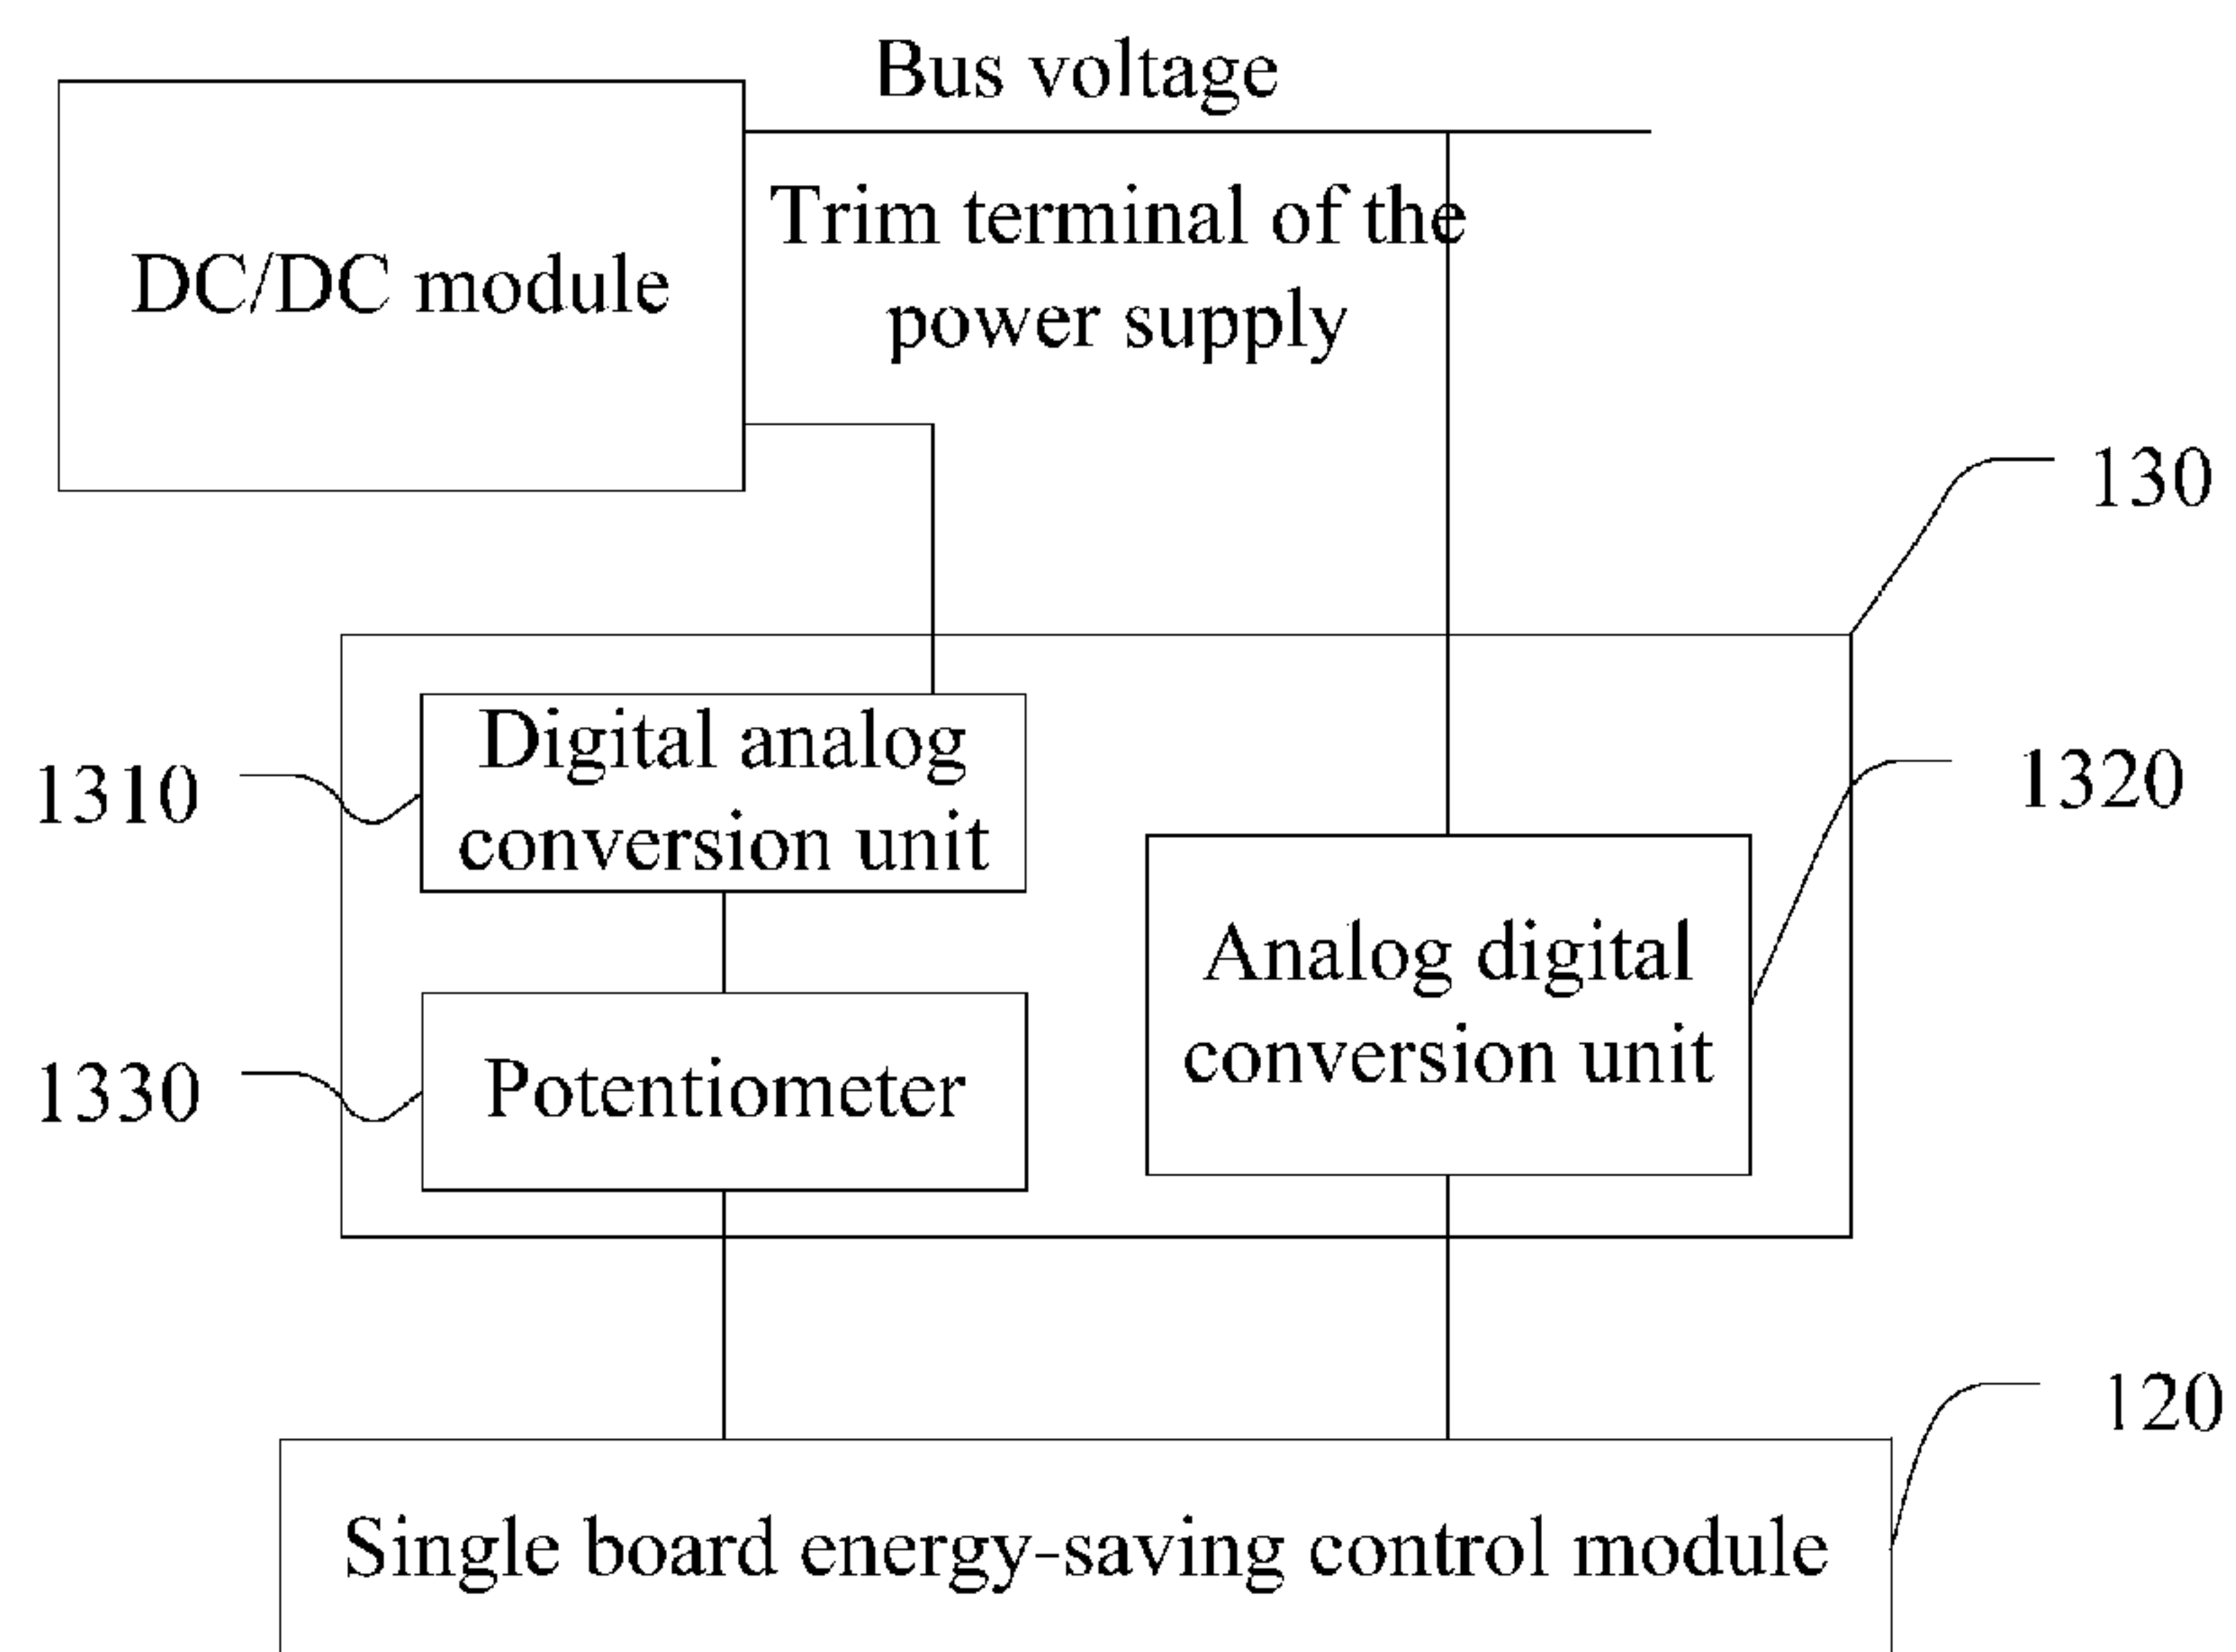 Bus voltage
Trim terminal of the
power supply
DC/DC module
130
Digital analog
conversion unit
1310
1320
Analog digital
conversion unit
Potentiometer
1330
120
Single board energy-saving control module